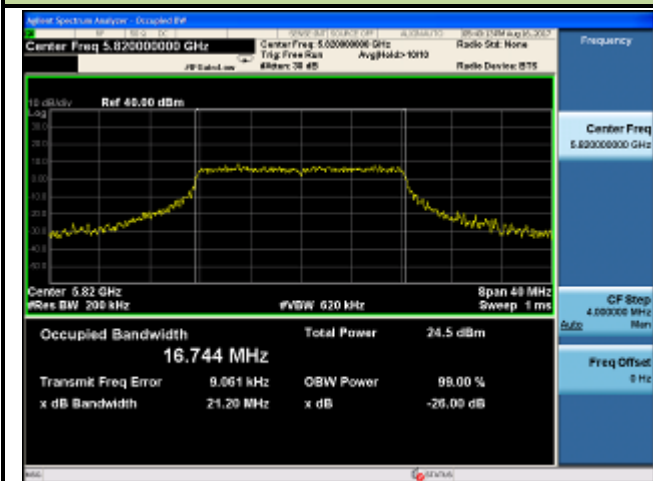 Agilent Spectrum Analyzer - Occupied BW
Center Freq 5.820000000 GHz
Center Freq: 5.820000000 GHz
Trig: Free Run Avg|Hold>10/10
#Atten: 30 dB
Radio Std: None
Radio Device: BTS
10 dB/div Ref 40.00 dBm
Log
Center 5.82 GHz Span 40 MHz
#Res BW 200 kHz #VBW 620 kHz Sweep 1 ms
Occupied Bandwidth Total Power 24.5 dBm
16.744 MHz
Transmit Freq Error 9.061 kHz OBW Power 99.00 %
x dB Bandwidth 21.20 MHz x dB -26.00 dB
Frequency
Center Freq
5.820000000 GHz
CF Step
4.000000 MHz
Auto Man
Freq Offset
0 Hz
MSG STATUS